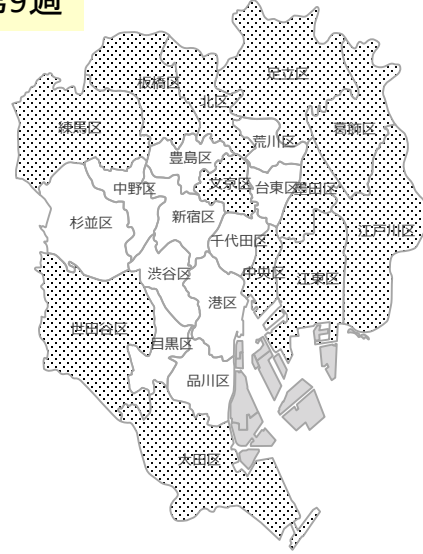 第9週
足立区
板橋区
北区
葛飾区
練馬区
荒川区
豊島区
文京区
台東区
墨田区
中野区
杉並区
新宿区
千代田区
江戸川区
渋谷区
中央区
江東区
港区
世田谷区
目黒区
品川区
大田区